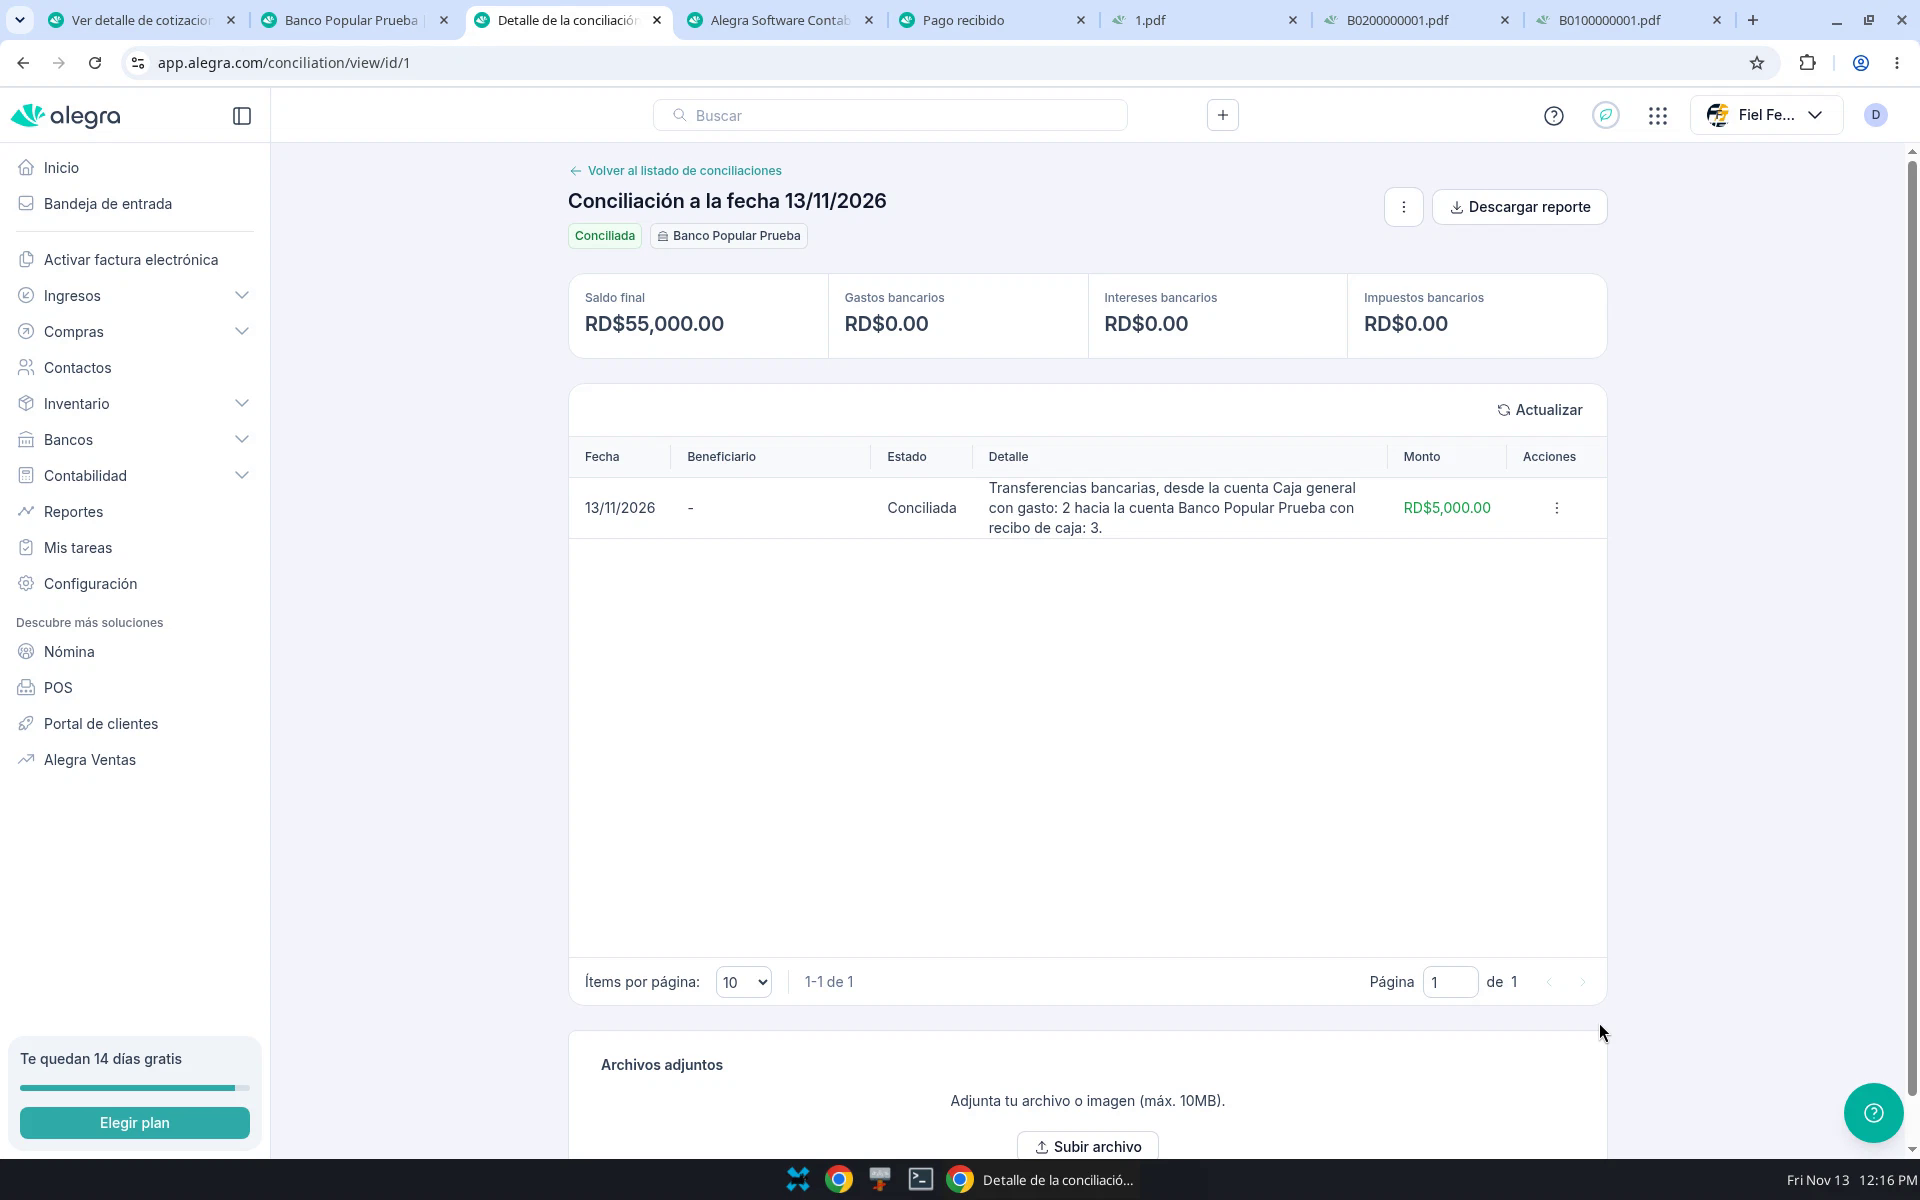 Ver detalle de cotizacion
Banco Popular Prueba
Detalle de la conciliación
Alegra Software Contab
Pago recibido
1.pdf
B0200000001.pdf
B0100000001.pdf
app.alegra.com/conciliation/view/id/1
alegra
Buscar
Fiel Fe...
D
Inicio
Bandeja de entrada
Activar factura electrónica
Ingresos
Compras
Contactos
Inventario
Bancos
Contabilidad
Reportes
Mis tareas
Configuración
Descubre más soluciones
Nómina
POS
Portal de clientes
Alegra Ventas
Te quedan 14 días gratis
Elegir plan
Volver al listado de conciliaciones
Conciliación a la fecha 13/11/2026
Descargar reporte
Conciliada
Banco Popular Prueba
Saldo final
RD$55,000.00
Gastos bancarios
RD$0.00
Intereses bancarios
RD$0.00
Impuestos bancarios
RD$0.00
Actualizar
Fecha Beneficiario Estado Detalle Monto Acciones
13/11/2026 - Conciliada
Transferencias bancarias, desde la cuenta Caja general
con gasto: 2 hacia la cuenta Banco Popular Prueba con
recibo de caja: 3.
RD$5,000.00
Ítems por página: 10 1-1 de 1
Página 1 de 1
Archivos adjuntos
Adjunta tu archivo o imagen (máx. 10MB).
Subir archivo
Detalle de la conciliació...
Fri Nov 13 12:16 PM